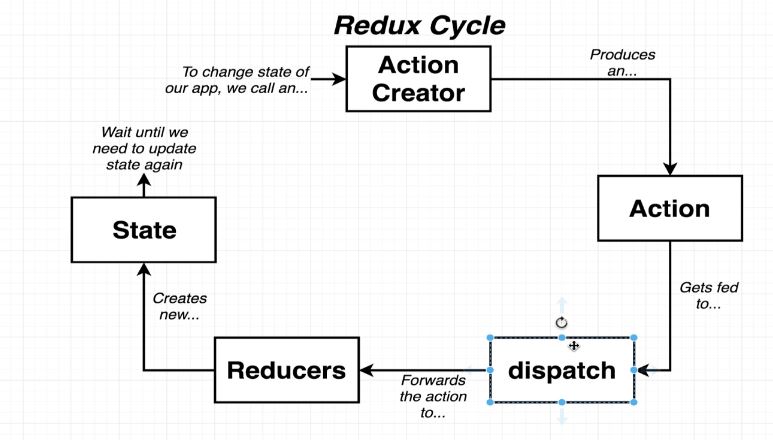 Redux Cycle
To change state of
our app, we call an...
Action
Creator
Produces
an...
Action
Gets fed
to...
dispatch
Forwards
the action
to...
Reducers
Creates
new...
State
Wait until we
need to update
state again